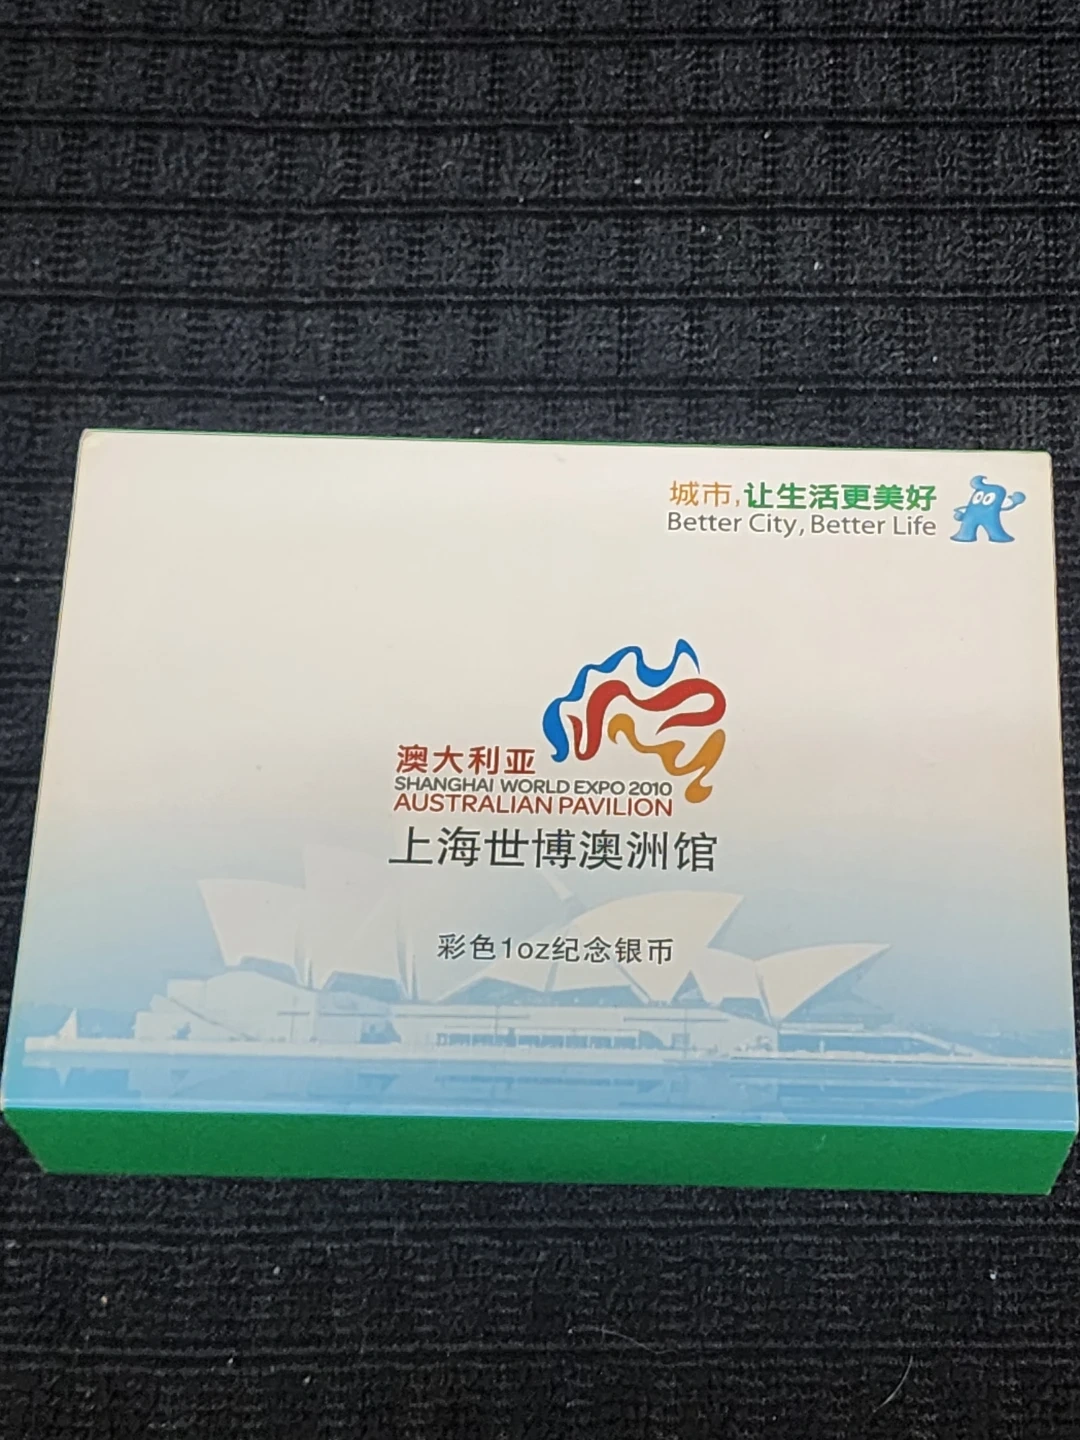 城市,让生活更美好
Better City, Better Life
澳大利亚
SHANGHAI WORLD EXPO 2010
AUSTRALIAN PAVILION
上海世博澳洲馆
彩色1oz纪念银币